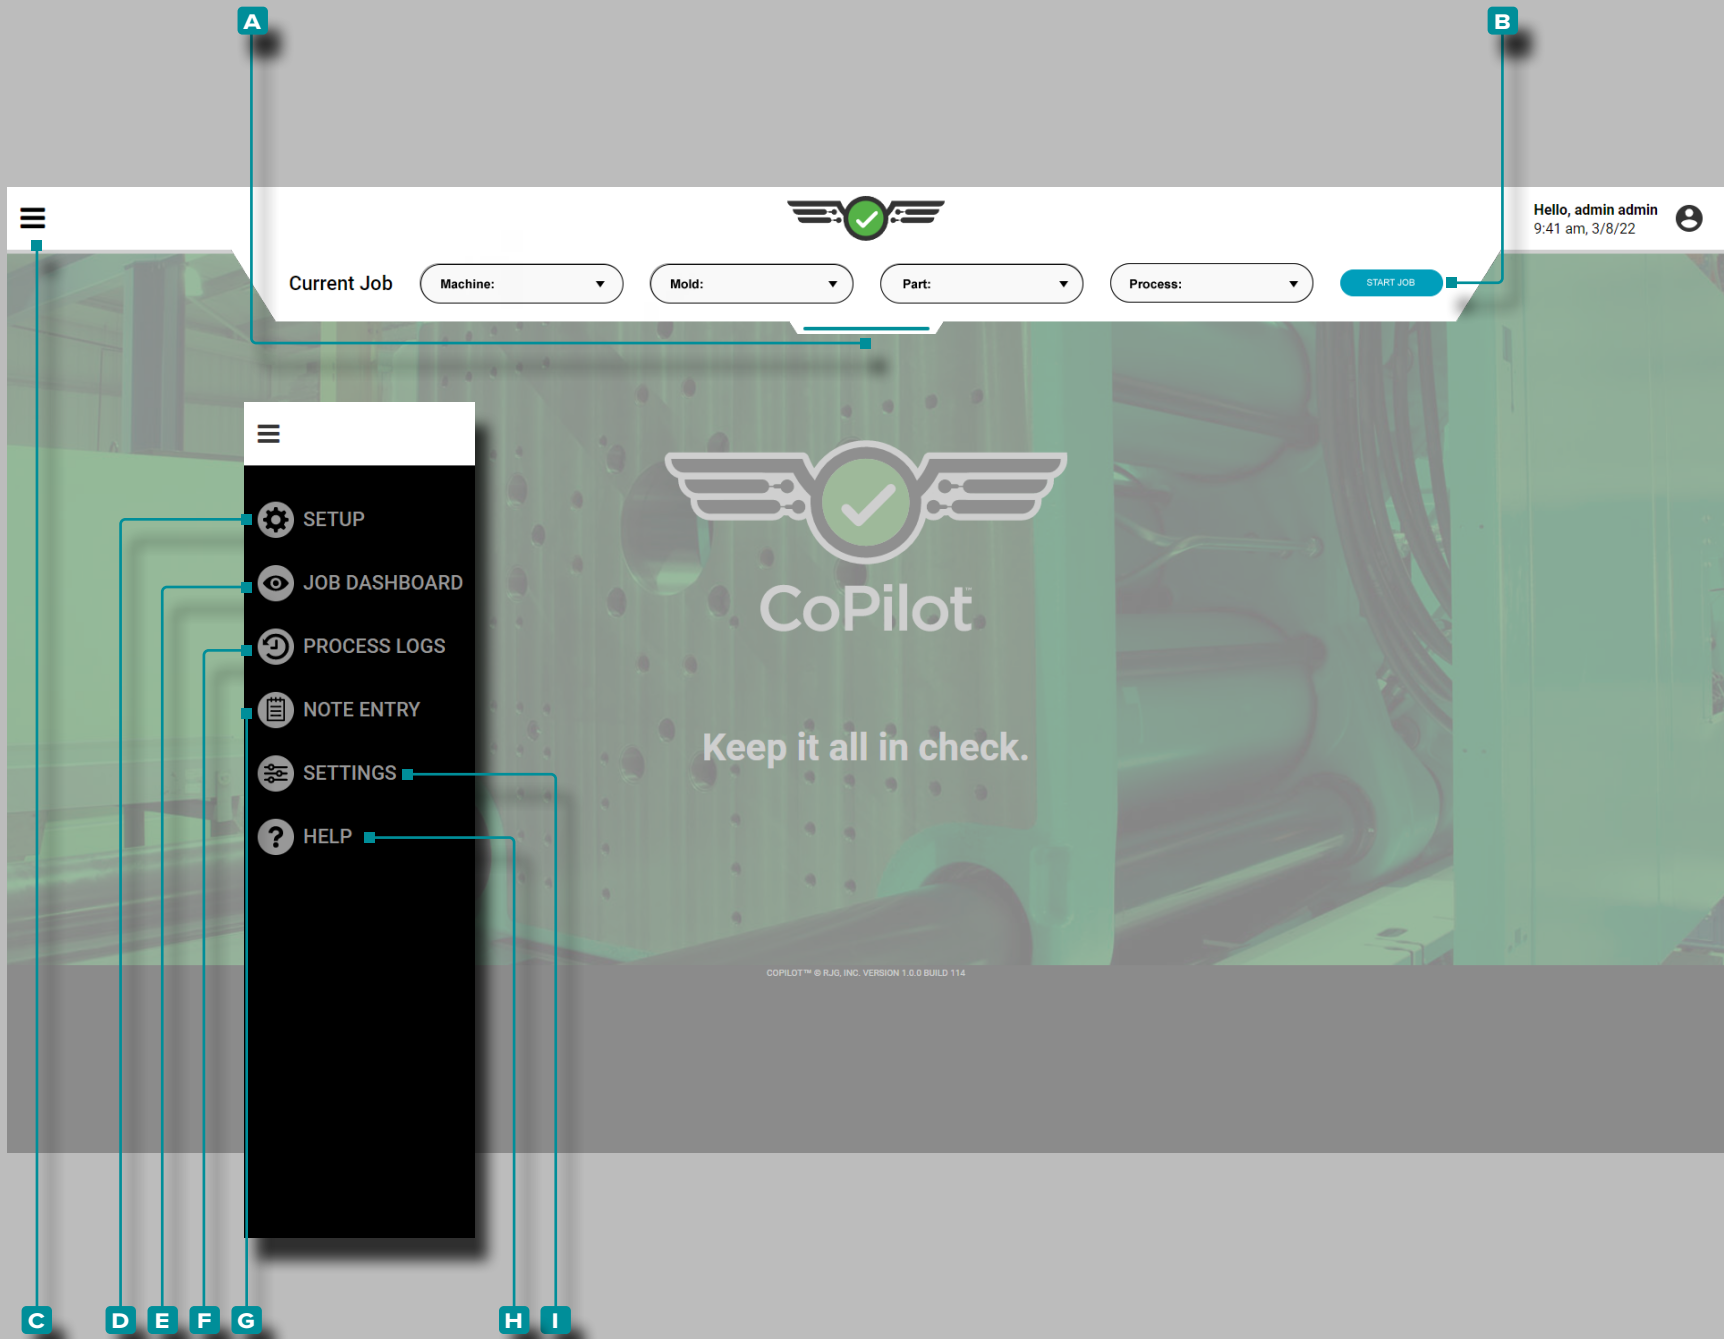 A
B
Hello, admin admin
9:41 am, 3/8/22
Current Job
Machine:
Mold:
Part:
Process:
START JOB
SETUP
JOB DASHBOARD
PROCESS LOGS
NOTE ENTRY
SETTINGS
HELP
CoPilot™
Keep it all in check.
COPILOT™ © RJG, INC. VERSION 1.0.0 BUILD 114
C
D
E
F
G
H
I